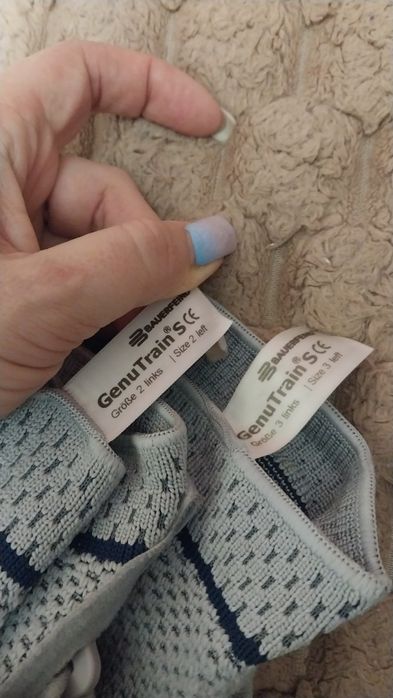 BAUERFEIND
GenuTrain® S CE
Größe 2 links | Size 2 left
BAUERFEIND
GenuTrain® S CE
Größe 3 links Size 3 left